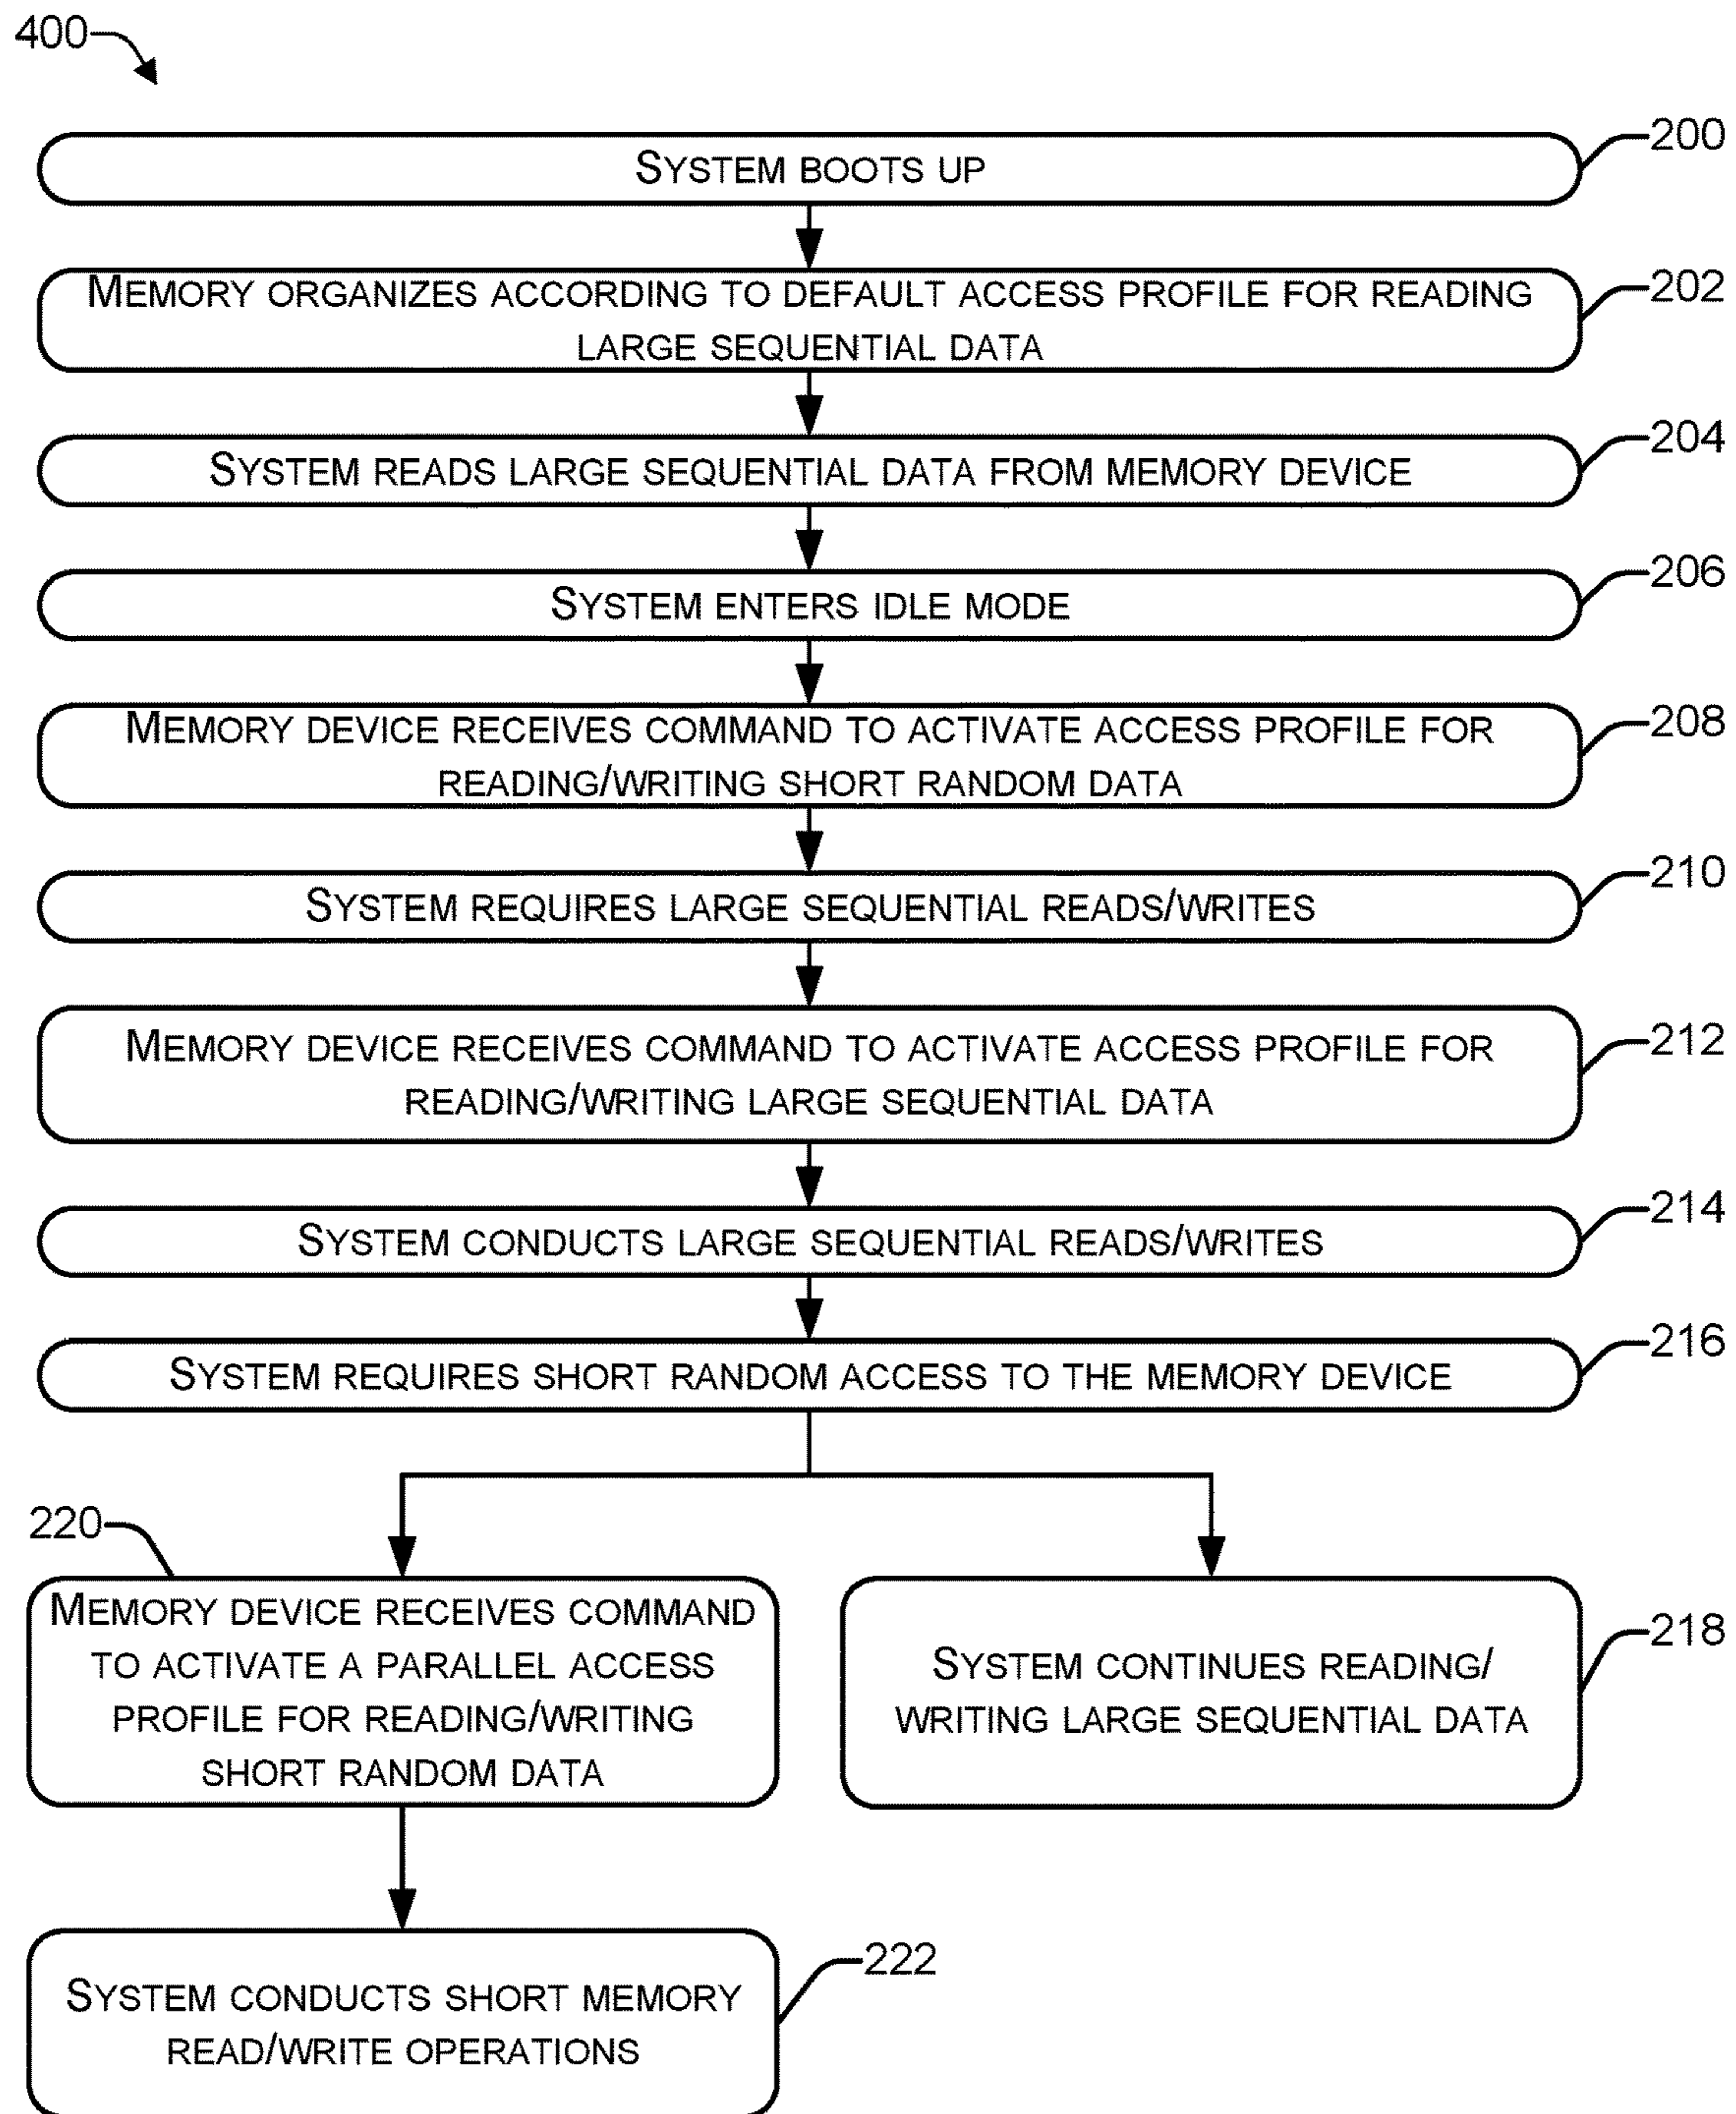 400
200
SYSTEM BOOTS UP
202
MEMORY ORGANIZES ACCORDING TO DEFAULT ACCESS PROFILE FOR READING
LARGE SEQUENTIAL DATA
204
SYSTEM READS LARGE SEQUENTIAL DATA FROM MEMORY DEVICE
206
SYSTEM ENTERS IDLE MODE
208
MEMORY DEVICE RECEIVES COMMAND TO ACTIVATE ACCESS PROFILE FOR
READING/WRITING SHORT RANDOM DATA
210
SYSTEM REQUIRES LARGE SEQUENTIAL READS/WRITES
212
MEMORY DEVICE RECEIVES COMMAND TO ACTIVATE ACCESS PROFILE FOR
READING/WRITING LARGE SEQUENTIAL DATA
214
SYSTEM CONDUCTS LARGE SEQUENTIAL READS/WRITES
216
SYSTEM REQUIRES SHORT RANDOM ACCESS TO THE MEMORY DEVICE
220
MEMORY DEVICE RECEIVES COMMAND
TO ACTIVATE A PARALLEL ACCESS
PROFILE FOR READING/WRITING
SHORT RANDOM DATA
218
SYSTEM CONTINUES READING/
WRITING LARGE SEQUENTIAL DATA
222
SYSTEM CONDUCTS SHORT MEMORY
READ/WRITE OPERATIONS